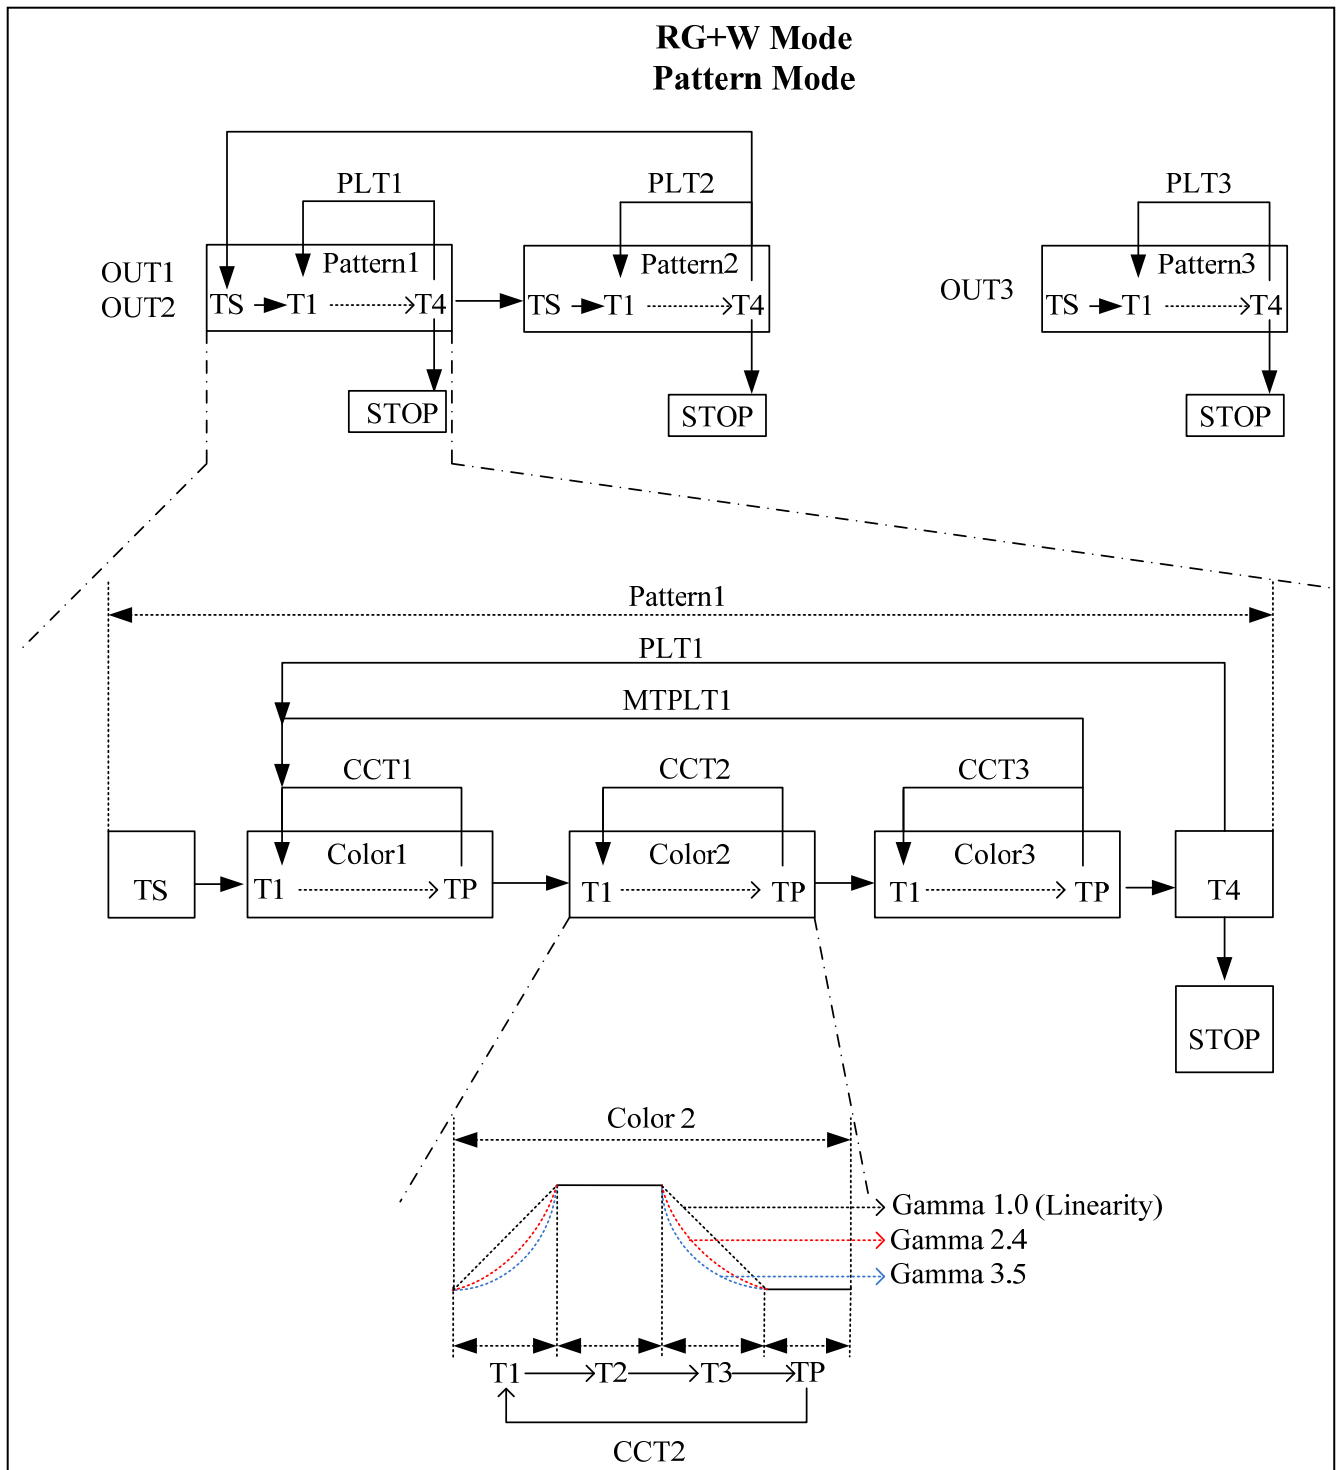 RG+W Mode
Pattern Mode
PLT1
PLT2
PLT3
OUT1
OUT2
Pattern1
TS T1 T4
Pattern2
TS T1 T4
OUT3
Pattern3
TS T1 T4
STOP
STOP
STOP
Pattern1
PLT1
MTPLT1
CCT1
CCT2
CCT3
TS
Color1
T1 TP
Color2
T1 TP
Color3
T1 TP
T4
STOP
Color 2
Gamma 1.0 (Linearity)
Gamma 2.4
Gamma 3.5
T1 T2 T3 TP
CCT2